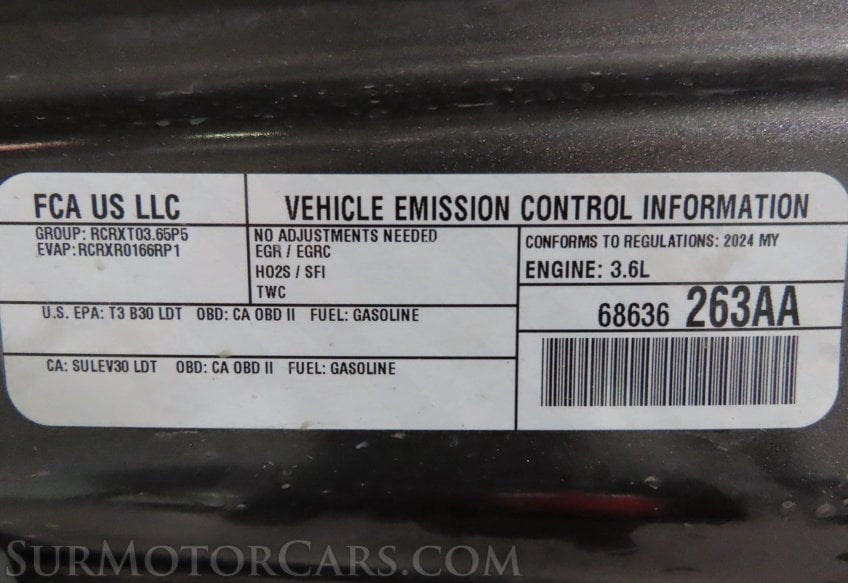 FCA US LLC
VEHICLE EMISSION CONTROL INFORMATION
GROUP: RCRXT03.65P5
EVAP: RCRXR0166RP1
NO ADJUSTMENTS NEEDED
EGR / EGRC
HO2S / SFI
TWC
CONFORMS TO REGULATIONS: 2024 MY
ENGINE: 3.6L
U.S. EPA: T3 B30 LDT OBD: CA OBD II FUEL: GASOLINE
68636 263AA
CA: SULEV30 LDT OBD: CA OBD II FUEL: GASOLINE
SURMOTORCARS.COM